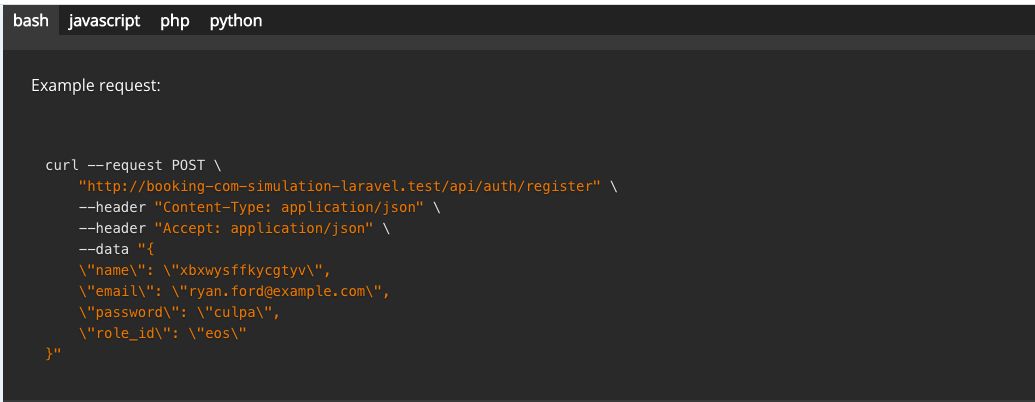 bash javascript php python
Example request:
curl --request POST \
"http://booking-com-simulation-laravel.test/api/auth/register" \
--header "Content-Type: application/json" \
--header "Accept: application/json" \
--data "{
\"name\": \"xbxwysffkycgtyv\",
\"email\": \"ryan.ford@example.com\",
\"password\": \"culpa\",
\"role_id\": \"eos\"
}"